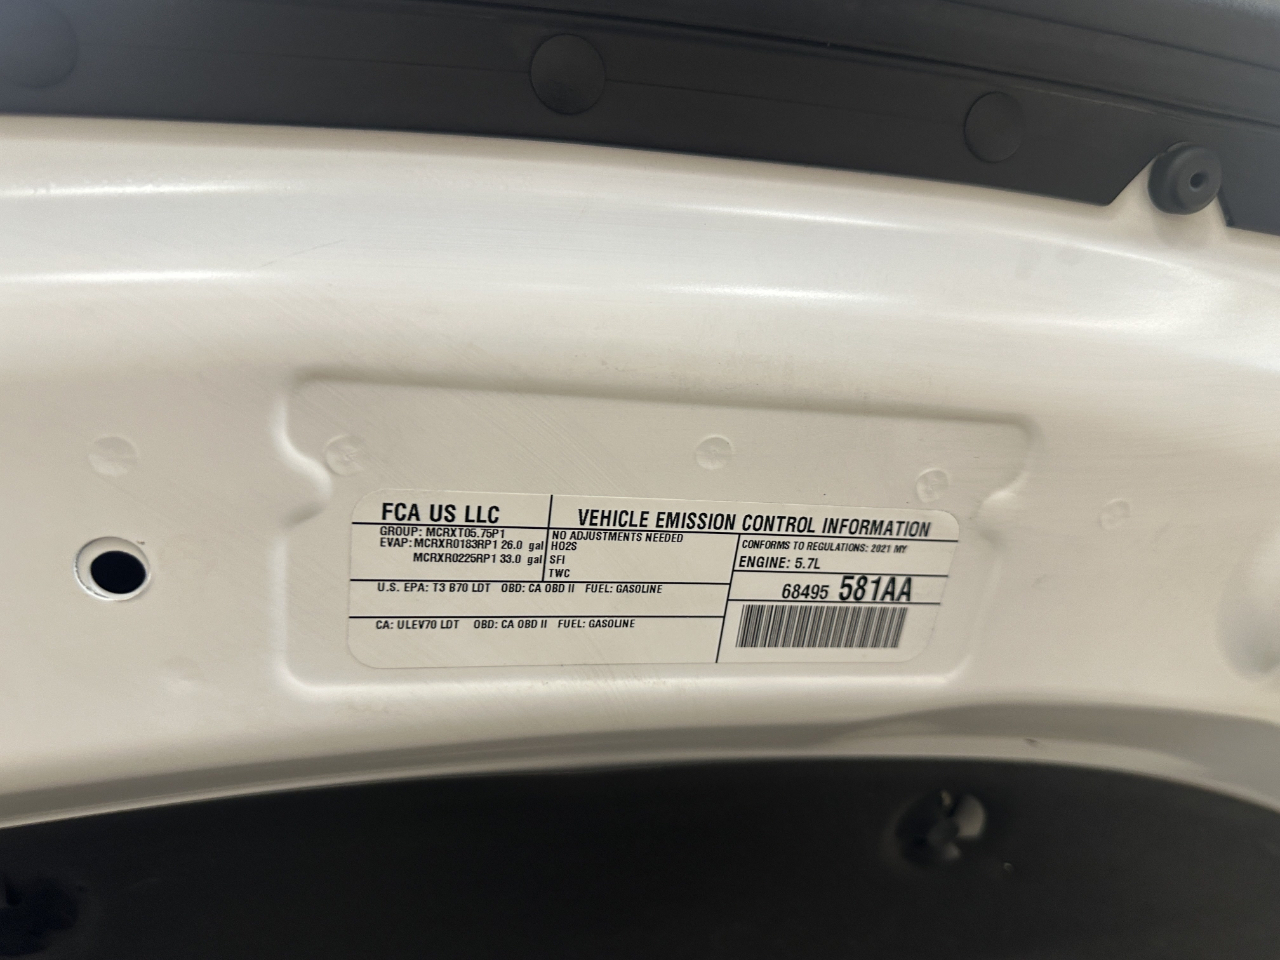 FCA US LLC
VEHICLE EMISSION CONTROL INFORMATION
GROUP: MCRXT05.75P1
EVAP: MCRXR0183RP1 26.0 gal
MCRXR0225RP1 33.0 gal
NO ADJUSTMENTS NEEDED
HO2S
SFI
TWC
CONFORMS TO REGULATIONS: 2021 MY
ENGINE: 5.7L
U.S. EPA: T3 B70 LDT OBD: CA OBD II FUEL: GASOLINE
68495 581AA
CA: ULEV70 LDT OBD: CA OBD II FUEL: GASOLINE